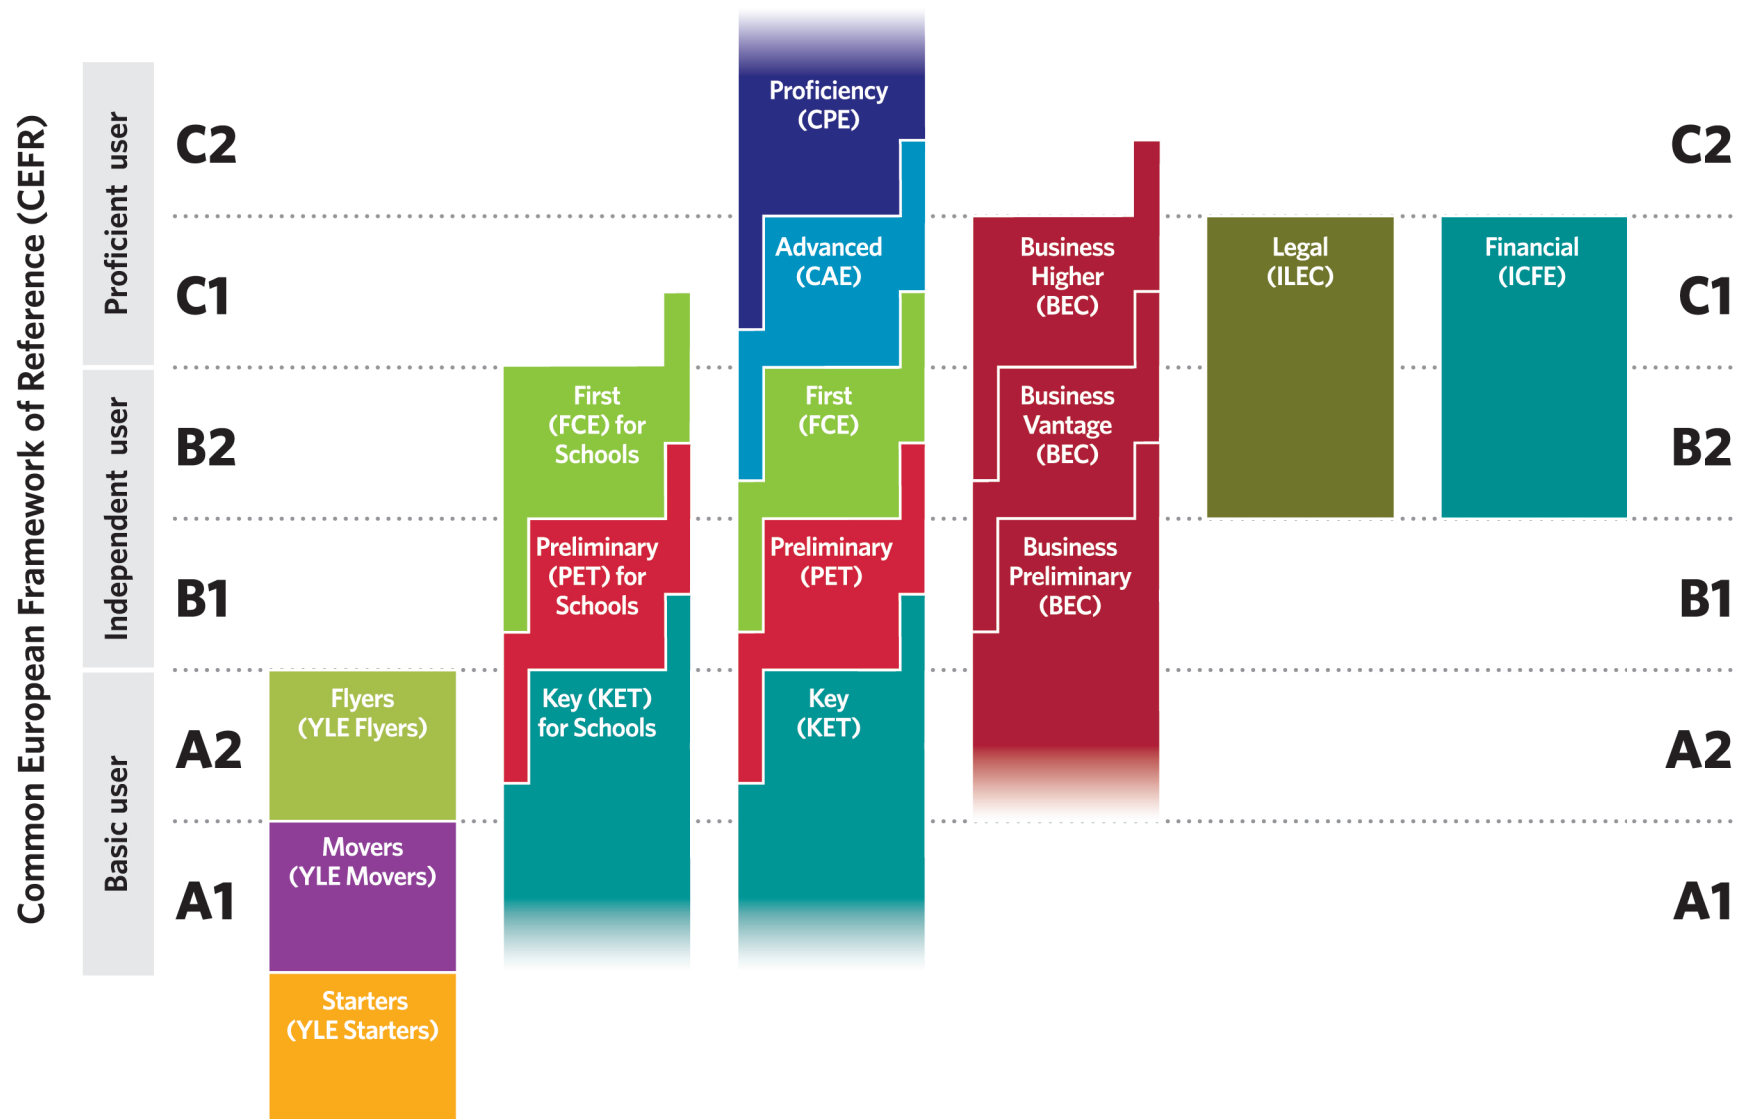 Common European Framework of Reference (CEFR)
Proficient user
Independent user
Basic user
C2
C1
B2
B1
A2
A1
Flyers
(YLE Flyers)
Movers
(YLE Movers)
Starters
(YLE Starters)
First
(FCE) for
Schools
Preliminary
(PET) for
Schools
Key (KET)
for Schools
Proficiency
(CPE)
Advanced
(CAE)
First
(FCE)
Preliminary
(PET)
Key
(KET)
Business
Higher
(BEC)
Business
Vantage
(BEC)
Business
Preliminary
(BEC)
Legal
(ILEC)
Financial
(ICFE)
C2
C1
B2
B1
A2
A1